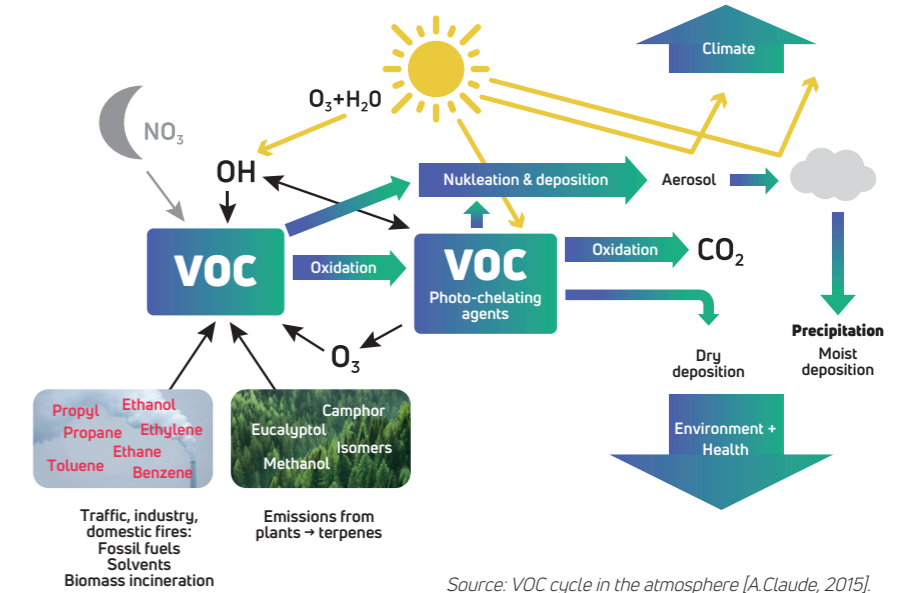 Climate
O₃+H₂0
NO₃
OH
Nukleation & deposition
Aerosol
VOC
Oxidation
VOC
Photo-chelating
agents
Oxidation
CO₂
O₃
Dry
deposition
Precipitation
Moist
deposition
Propyl
Ethanol
Propane
Ethylene
Ethane
Toluene
Benzene
Camphor
Eucalyptol
Isomers
Methanol
Environment +
Health
Traffic, industry,
domestic fires:
Fossil fuels
Solvents
Biomass incineration
Emissions from
plants → terpenes
Source: VOC cycle in the atmosphere [A.Claude, 2015].